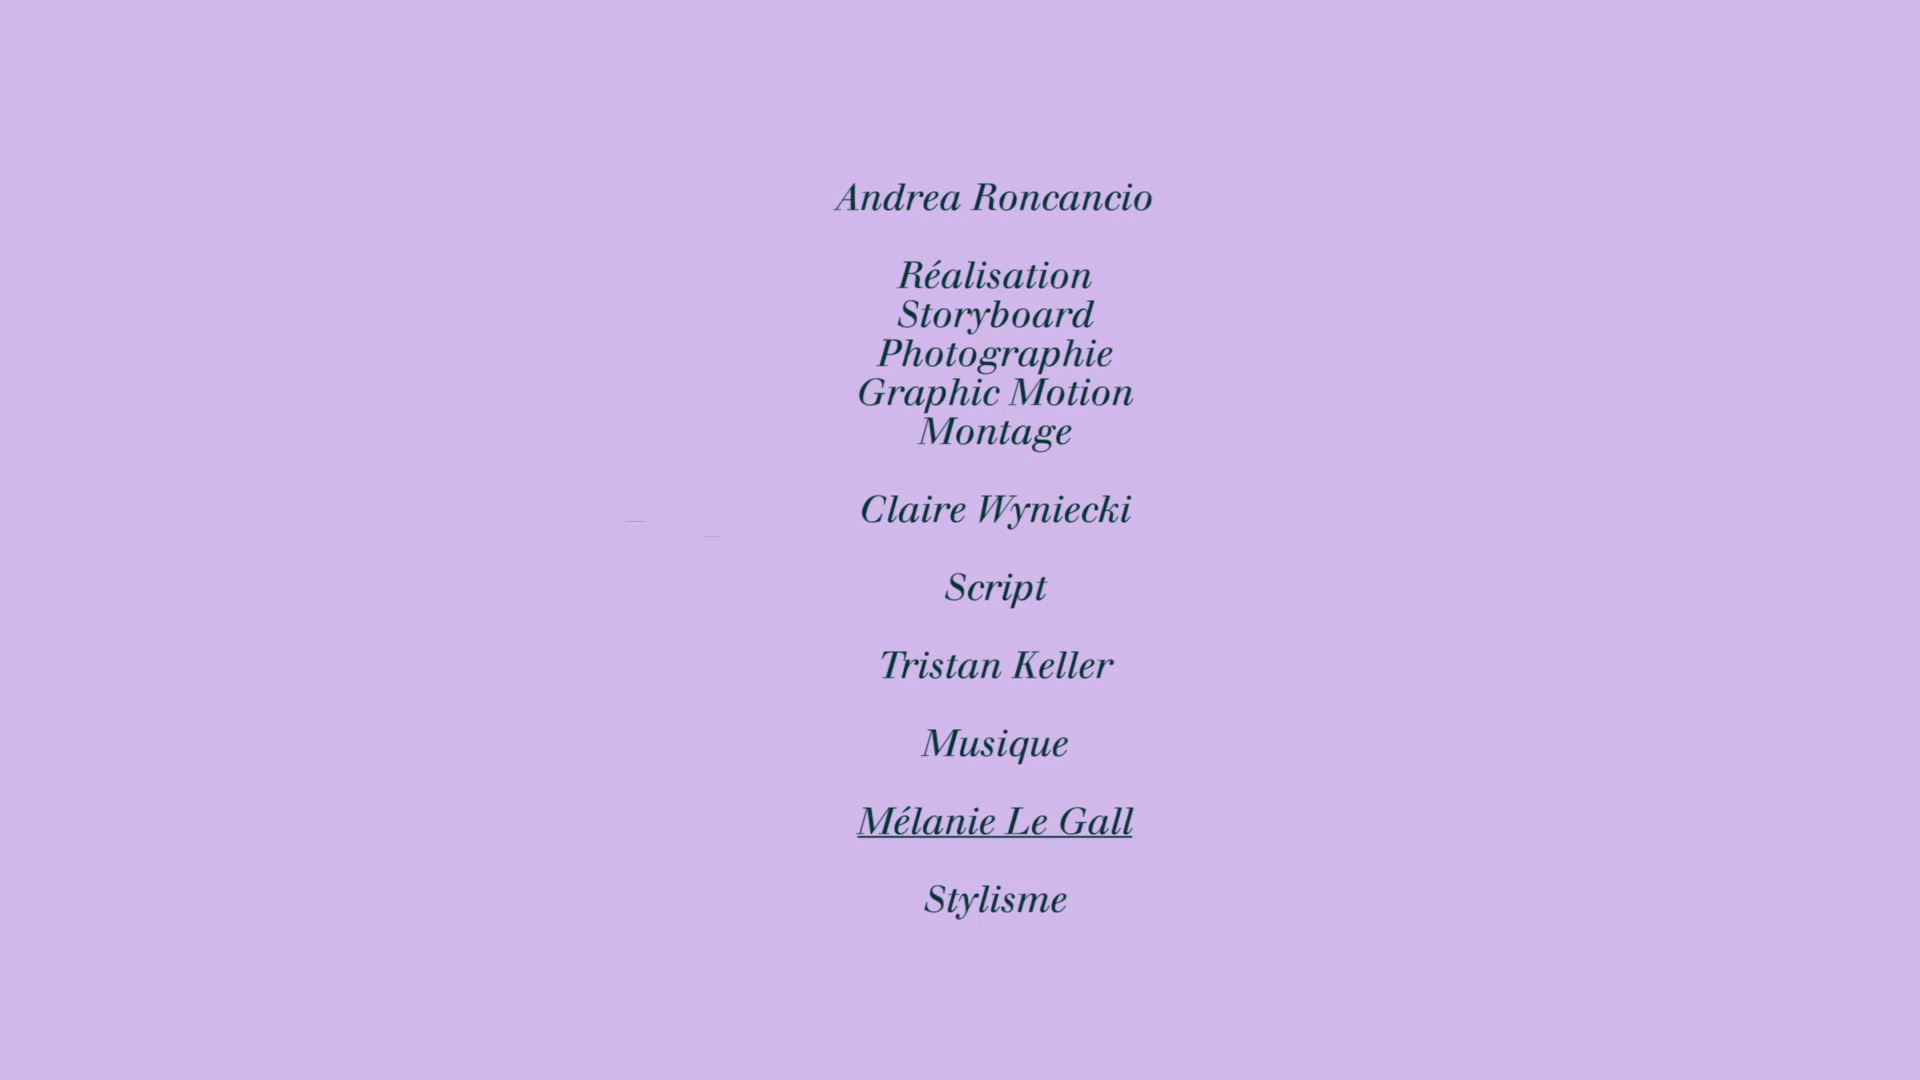 Andrea Roncancio
Réalisation
Storyboard
Photographie
Graphic Motion
Montage
Claire Wyniecki
Script
Tristan Keller
Musique
Mélanie Le Gall
Stylisme